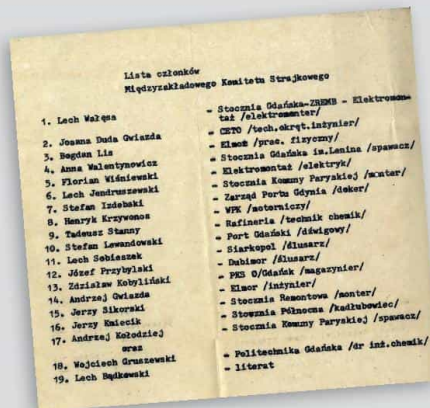 Lista członków
Międzyzakładowego Komitetu Strajkowego
1. Lech Wałęsa - Stocznia Gdańska-ZREMB - Elektromon-
taż /elektromonter/
2. Joanna Duda Gwiazda - CETO /tech.okręt.inżynier/
3. Bogdan Lis - Elmor /prac. fizyczny/
4. Anna Walentynowicz - Stocznia Gdańska im.Lenina /spawacz/
5. Florian Wiśniewski - Elektromontaż /elektryk/
6. Lech Jendruszewski - Stocznia Komuny Paryskiej /monter/
7. Stefan Izdebski - Zarząd Portu Gdynia /doker/
8. Henryk Krzywonos - WPK /motorniczy/
9. Tadeusz Stanny - Rafineria /technik chemik/
10. Stefan Lewandowski - Port Gdański /dźwigowy/
11. Lech Sobieszek - Siarkopol /ślusarz/
12. Józef Przybylski - /ślusarz/
13. Zdzisław Kobyliński - PKS O/Gdańsk /magazynier/
14. Andrzej Gwiazda - Elmor /inżynier/
15. Jerzy Sikorski - Stocznia Remontowa /monter/
16. Jerzy Kmiecik - Stocznia Północna /kadłubowiec/
17. Andrzej Kołodziej - Stocznia Komuny Paryskiej /spawacz/
oraz
18. Wojciech Gruszewski - Politechnika Gdańska /dr inż.chemik/
19. Lech Bądkowski - literat